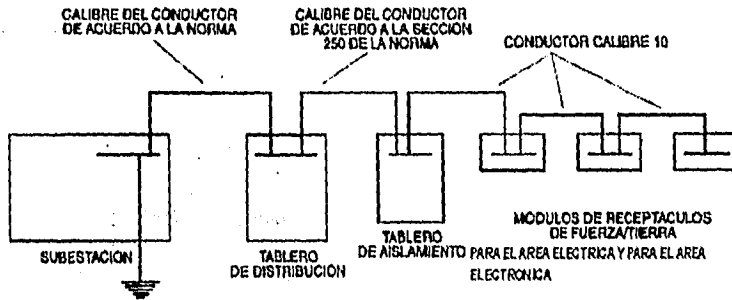 CALIBRE DEL CONDUCTOR
DE ACUERDO A LA NORMA
CALIBRE DEL CONDUCTOR
DE ACUERDO A LA SECCION
250 DE LA NORMA
CONDUCTOR CALIBRE 10
SUBESTACION
TABLERO
DE DISTRIBUCION
TABLERO
DE AISLAMIENTO
MODULOS DE RECEPTACULOS
DE FUERZA/TIERRA
PARA EL AREA ELECTRICA Y PARA EL AREA
ELECTRONICA